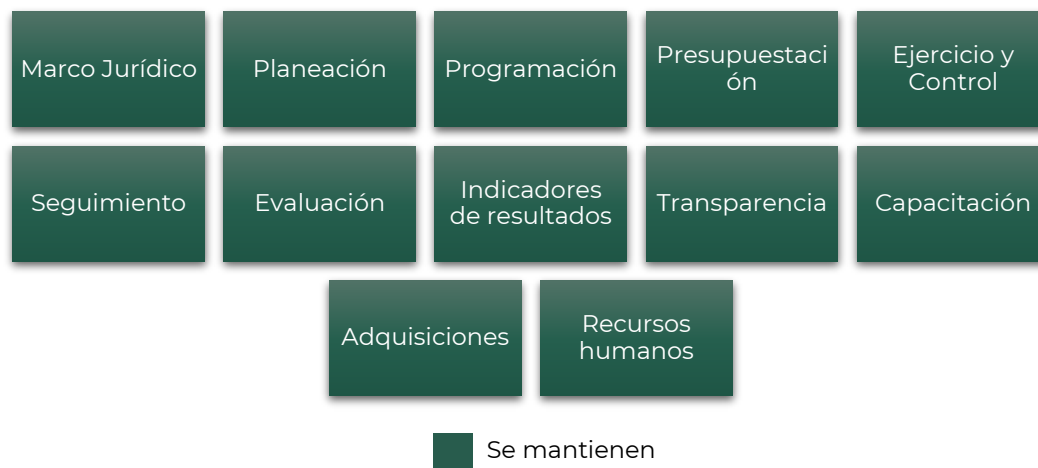 Marco Jurídico
Planeación
Programación
Presupuestaci
ón
Ejercicio y
Control
Seguimiento
Evaluación
Indicadores
de resultados
Transparencia
Capacitación
Adquisiciones
Recursos
humanos
Se mantienen